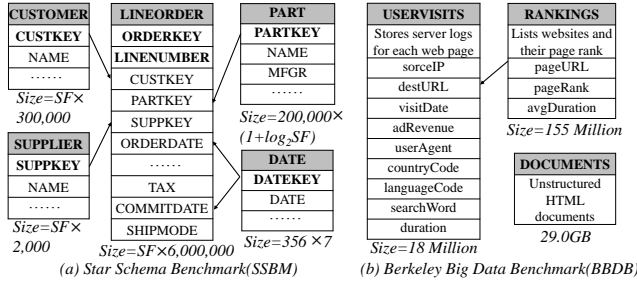 CUSTOMER
CUSTKEY
NAME
······
Size=SF×
300,000
SUPPLIER
SUPPKEY
NAME
······
Size=SF×
2,000
LINEORDER
ORDERKEY
LINENUMBER
CUSTKEY
PARTKEY
SUPPKEY
ORDERDATE
······
TAX
COMMITDATE
SHIPMODE
Size=SF×6,000,000
PART
PARTKEY
NAME
MFGR
······
Size=200,000×
(1+log₂SF)
DATE
DATEKEY
DATE
······
Size=356 ×7
(a) Star Schema Benchmark(SSBM)
USERVISITS
Stores server logs
for each web page
sorceIP
destURL
visitDate
adRevenue
userAgent
countryCode
languageCode
searchWord
duration
Size=18 Million
RANKINGS
Lists websites and
their page rank
pageURL
pageRank
avgDuration
Size=155 Million
DOCUMENTS
Unstructured
HTML
documents
29.0GB
(b) Berkeley Big Data Benchmark(BBDB)